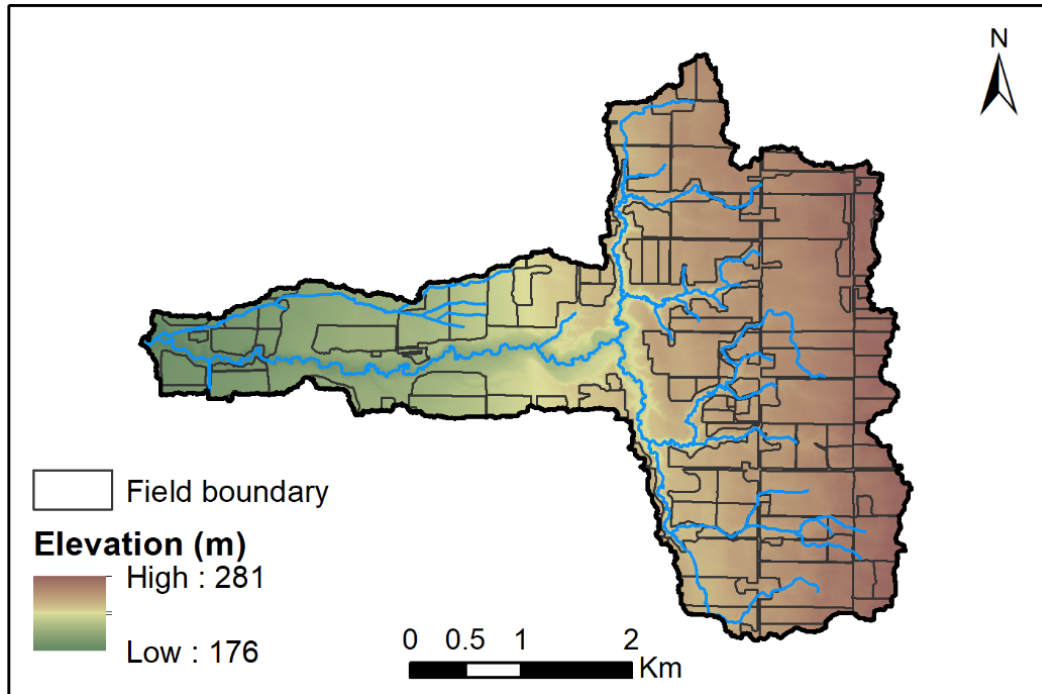 N
Field boundary
Elevation (m)
High : 281
Low : 176
0 0.5 1 2
Km